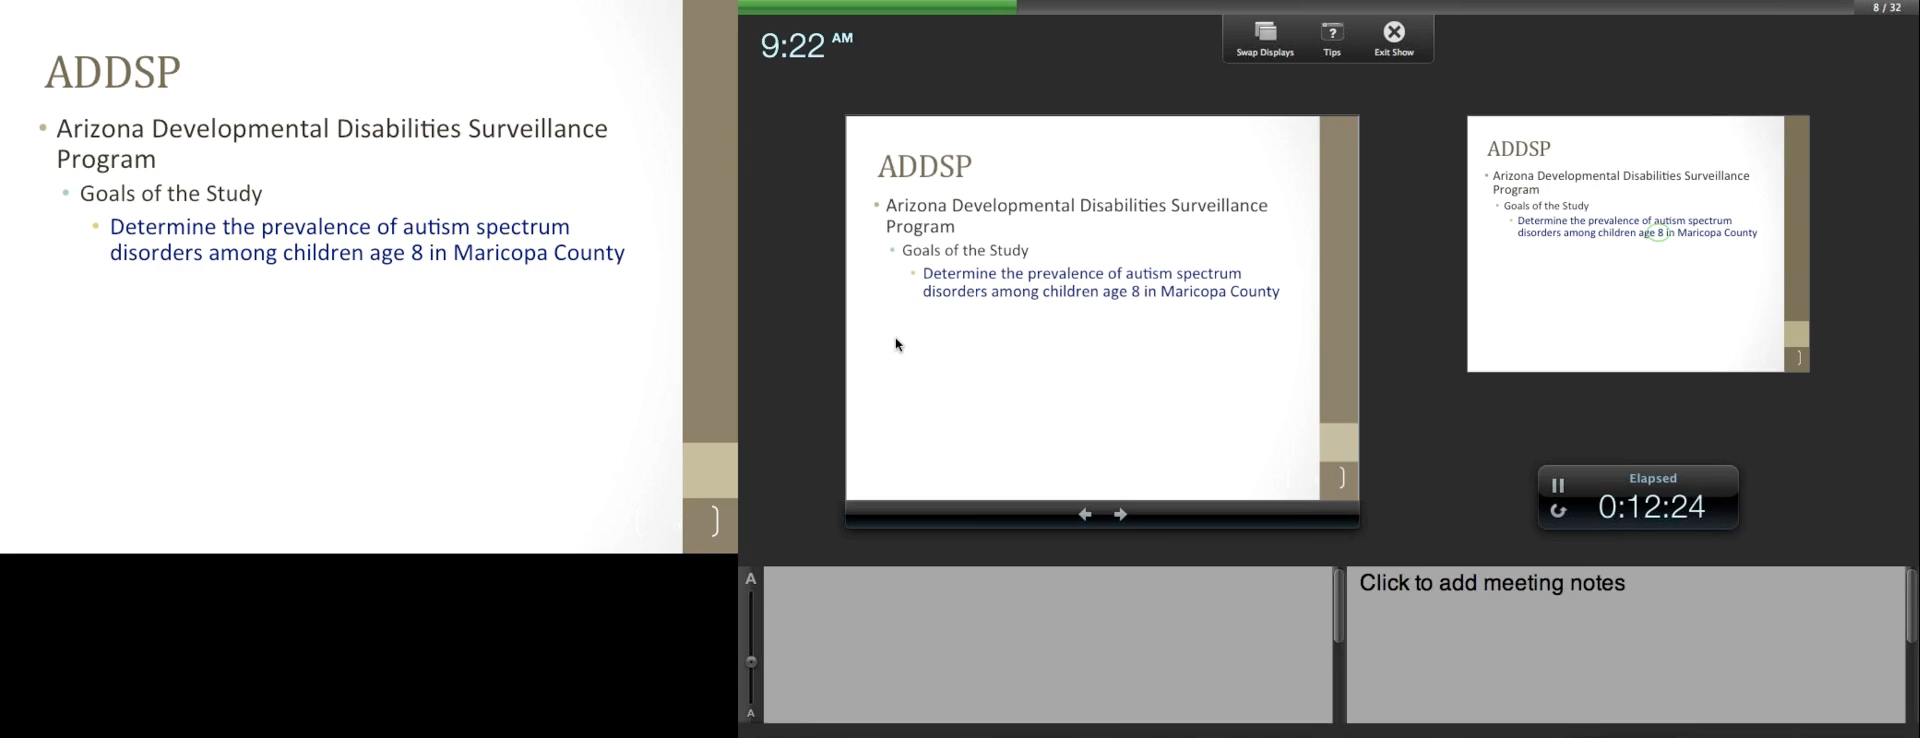 ADDSP
• Arizona Developmental Disabilities Surveillance
Program
• Goals of the Study
• Determine the prevalence of autism spectrum
disorders among children age 8 in Maricopa County
8 / 32
9:22 AM
Swap Displays
Tips
Exit Show
ADDSP
• Arizona Developmental Disabilities Surveillance
Program
• Goals of the Study
• Determine the prevalence of autism spectrum
disorders among children age 8 in Maricopa County
ADDSP
• Arizona Developmental Disabilities Surveillance
Program
• Goals of the Study
• Determine the prevalence of autism spectrum
disorders among children age 8 in Maricopa County
Elapsed
0:12:24
A
A
Click to add meeting notes